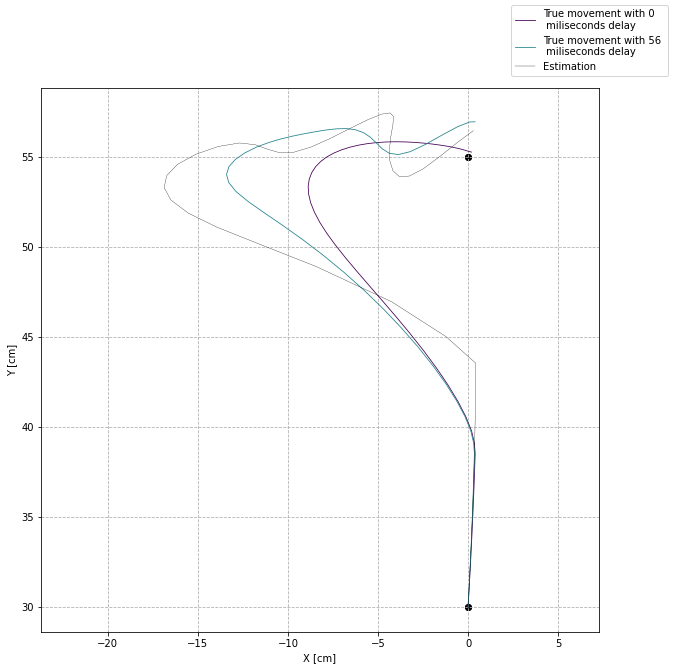 True movement with 0
miliseconds delay
True movement with 56
miliseconds delay
Estimation
55
50
45
40
35
30
Y [cm]
−20 −15 −10 −5 0 5
X [cm]